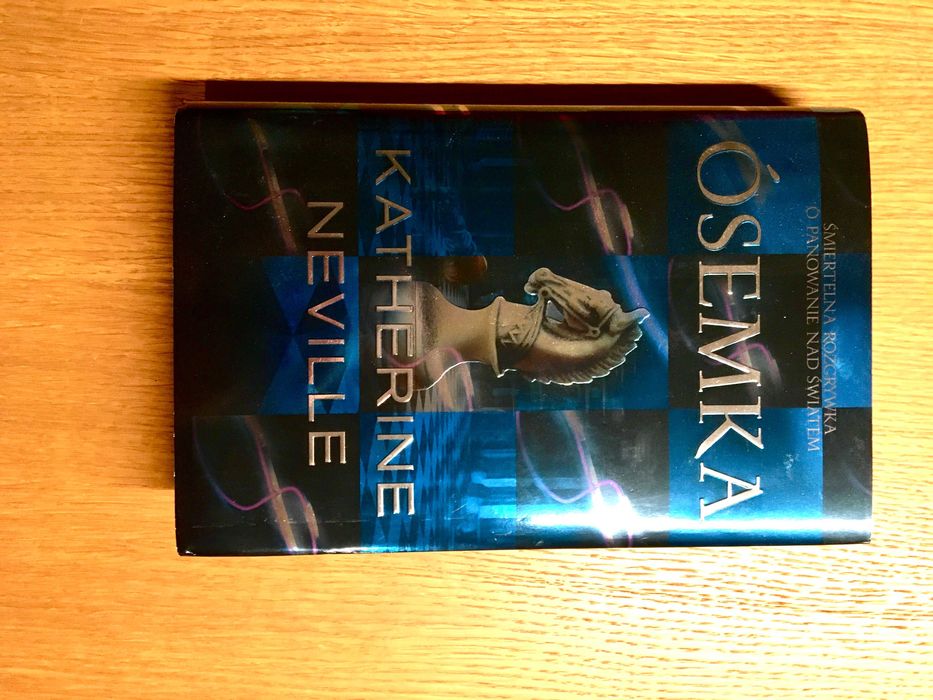 ŚMIERTELNA ROZGRYWKA
O PANOWANIE NAD ŚWIATEM
ÓSEMKA
KATHERINE
NEVILLE